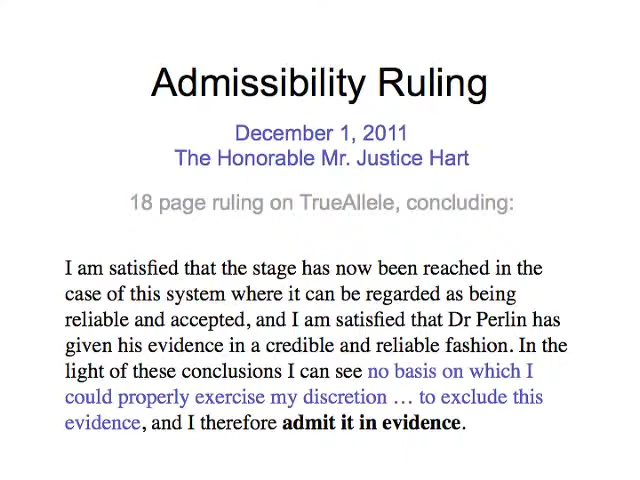 Admissibility Ruling
December 1, 2011
The Honorable Mr. Justice Hart
18 page ruling on TrueAllele, concluding:
I am satisfied that the stage has now been reached in the
case of this system where it can be regarded as being
reliable and accepted, and I am satisfied that Dr Perlin has
given his evidence in a credible and reliable fashion. In the
light of these conclusions I can see no basis on which I
could properly exercise my discretion … to exclude this
evidence, and I therefore admit it in evidence.